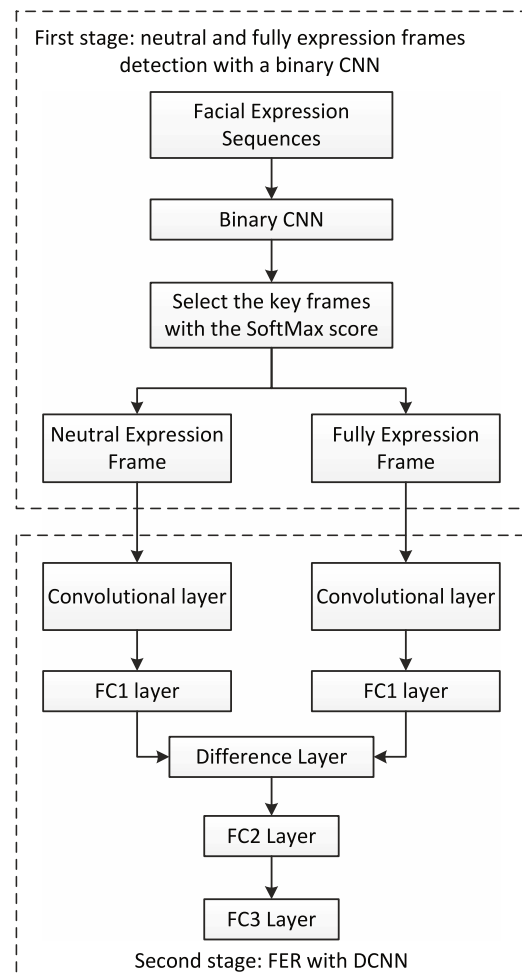 First stage: neutral and fully expression frames
detection with a binary CNN
Facial Expression
Sequences
Binary CNN
Select the key frames
with the SoftMax score
Neutral Expression
Frame
Fully Expression
Frame
Convolutional layer
Convolutional layer
FC1 layer
FC1 layer
Difference Layer
FC2 Layer
FC3 Layer
Second stage: FER with DCNN